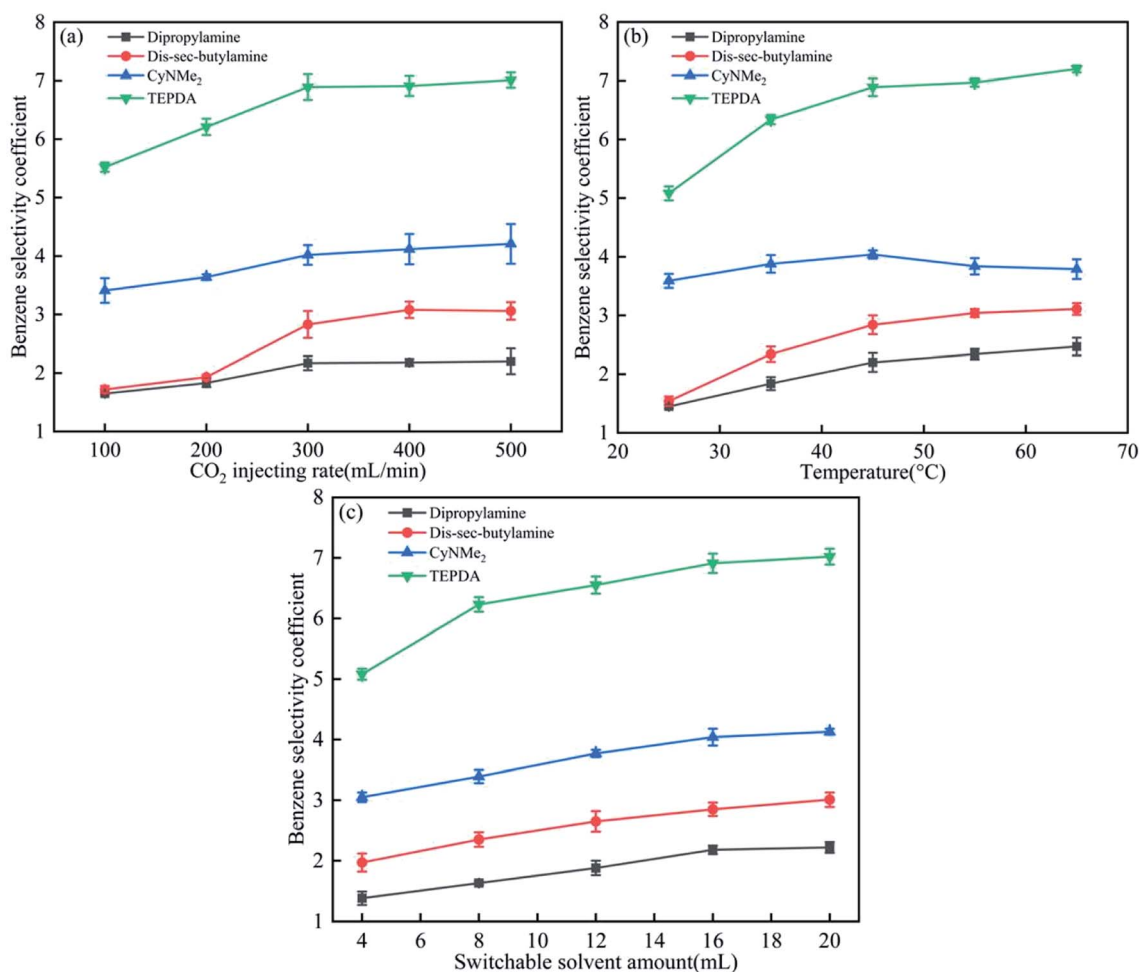 (a)
Dipropylamine
Dis-sec-butylamine
CyNMe₂
TEPDA
Benzene selectivity coefficient
8
7
6
5
4
3
2
1
100 200 300 400 500
CO₂ injecting rate(mL/min)
(b)
Dipropylamine
Dis-sec-butylamine
CyNMe₂
TEPDA
Benzene selectivity coefficient
8
7
6
5
4
3
2
1
20 30 40 50 60 70
Temperature(°C)
(c)
Dipropylamine
Dis-sec-butylamine
CyNMe₂
TEPDA
Benzene selectivity coefficient
8
7
6
5
4
3
2
1
4 6 8 10 12 14 16 18 20
Switchable solvent amount(mL)